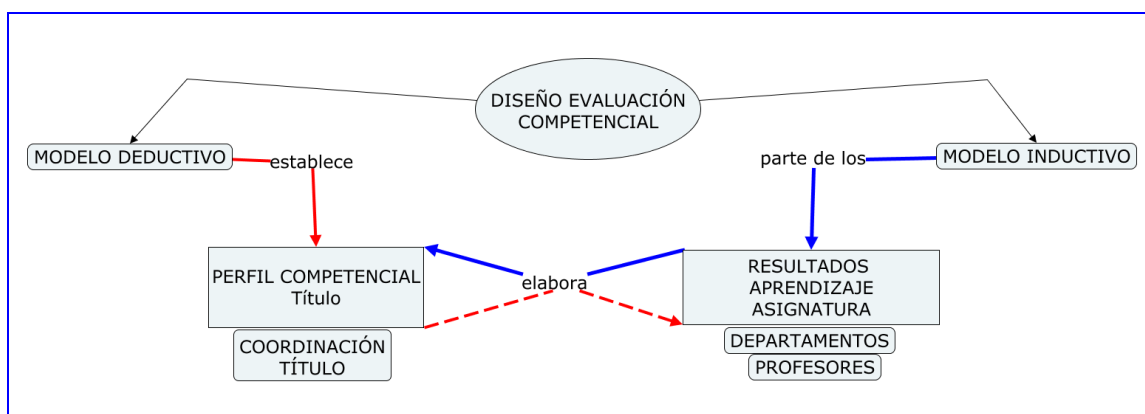 DISEÑO EVALUACIÓN
COMPETENCIAL
MODELO DEDUCTIVO
establece
parte de los
MODELO INDUCTIVO
PERFIL COMPETENCIAL
Título
elabora
RESULTADOS
APRENDIZAJE
ASIGNATURA
COORDINACIÓN
TÍTULO
DEPARTAMENTOS
PROFESORES